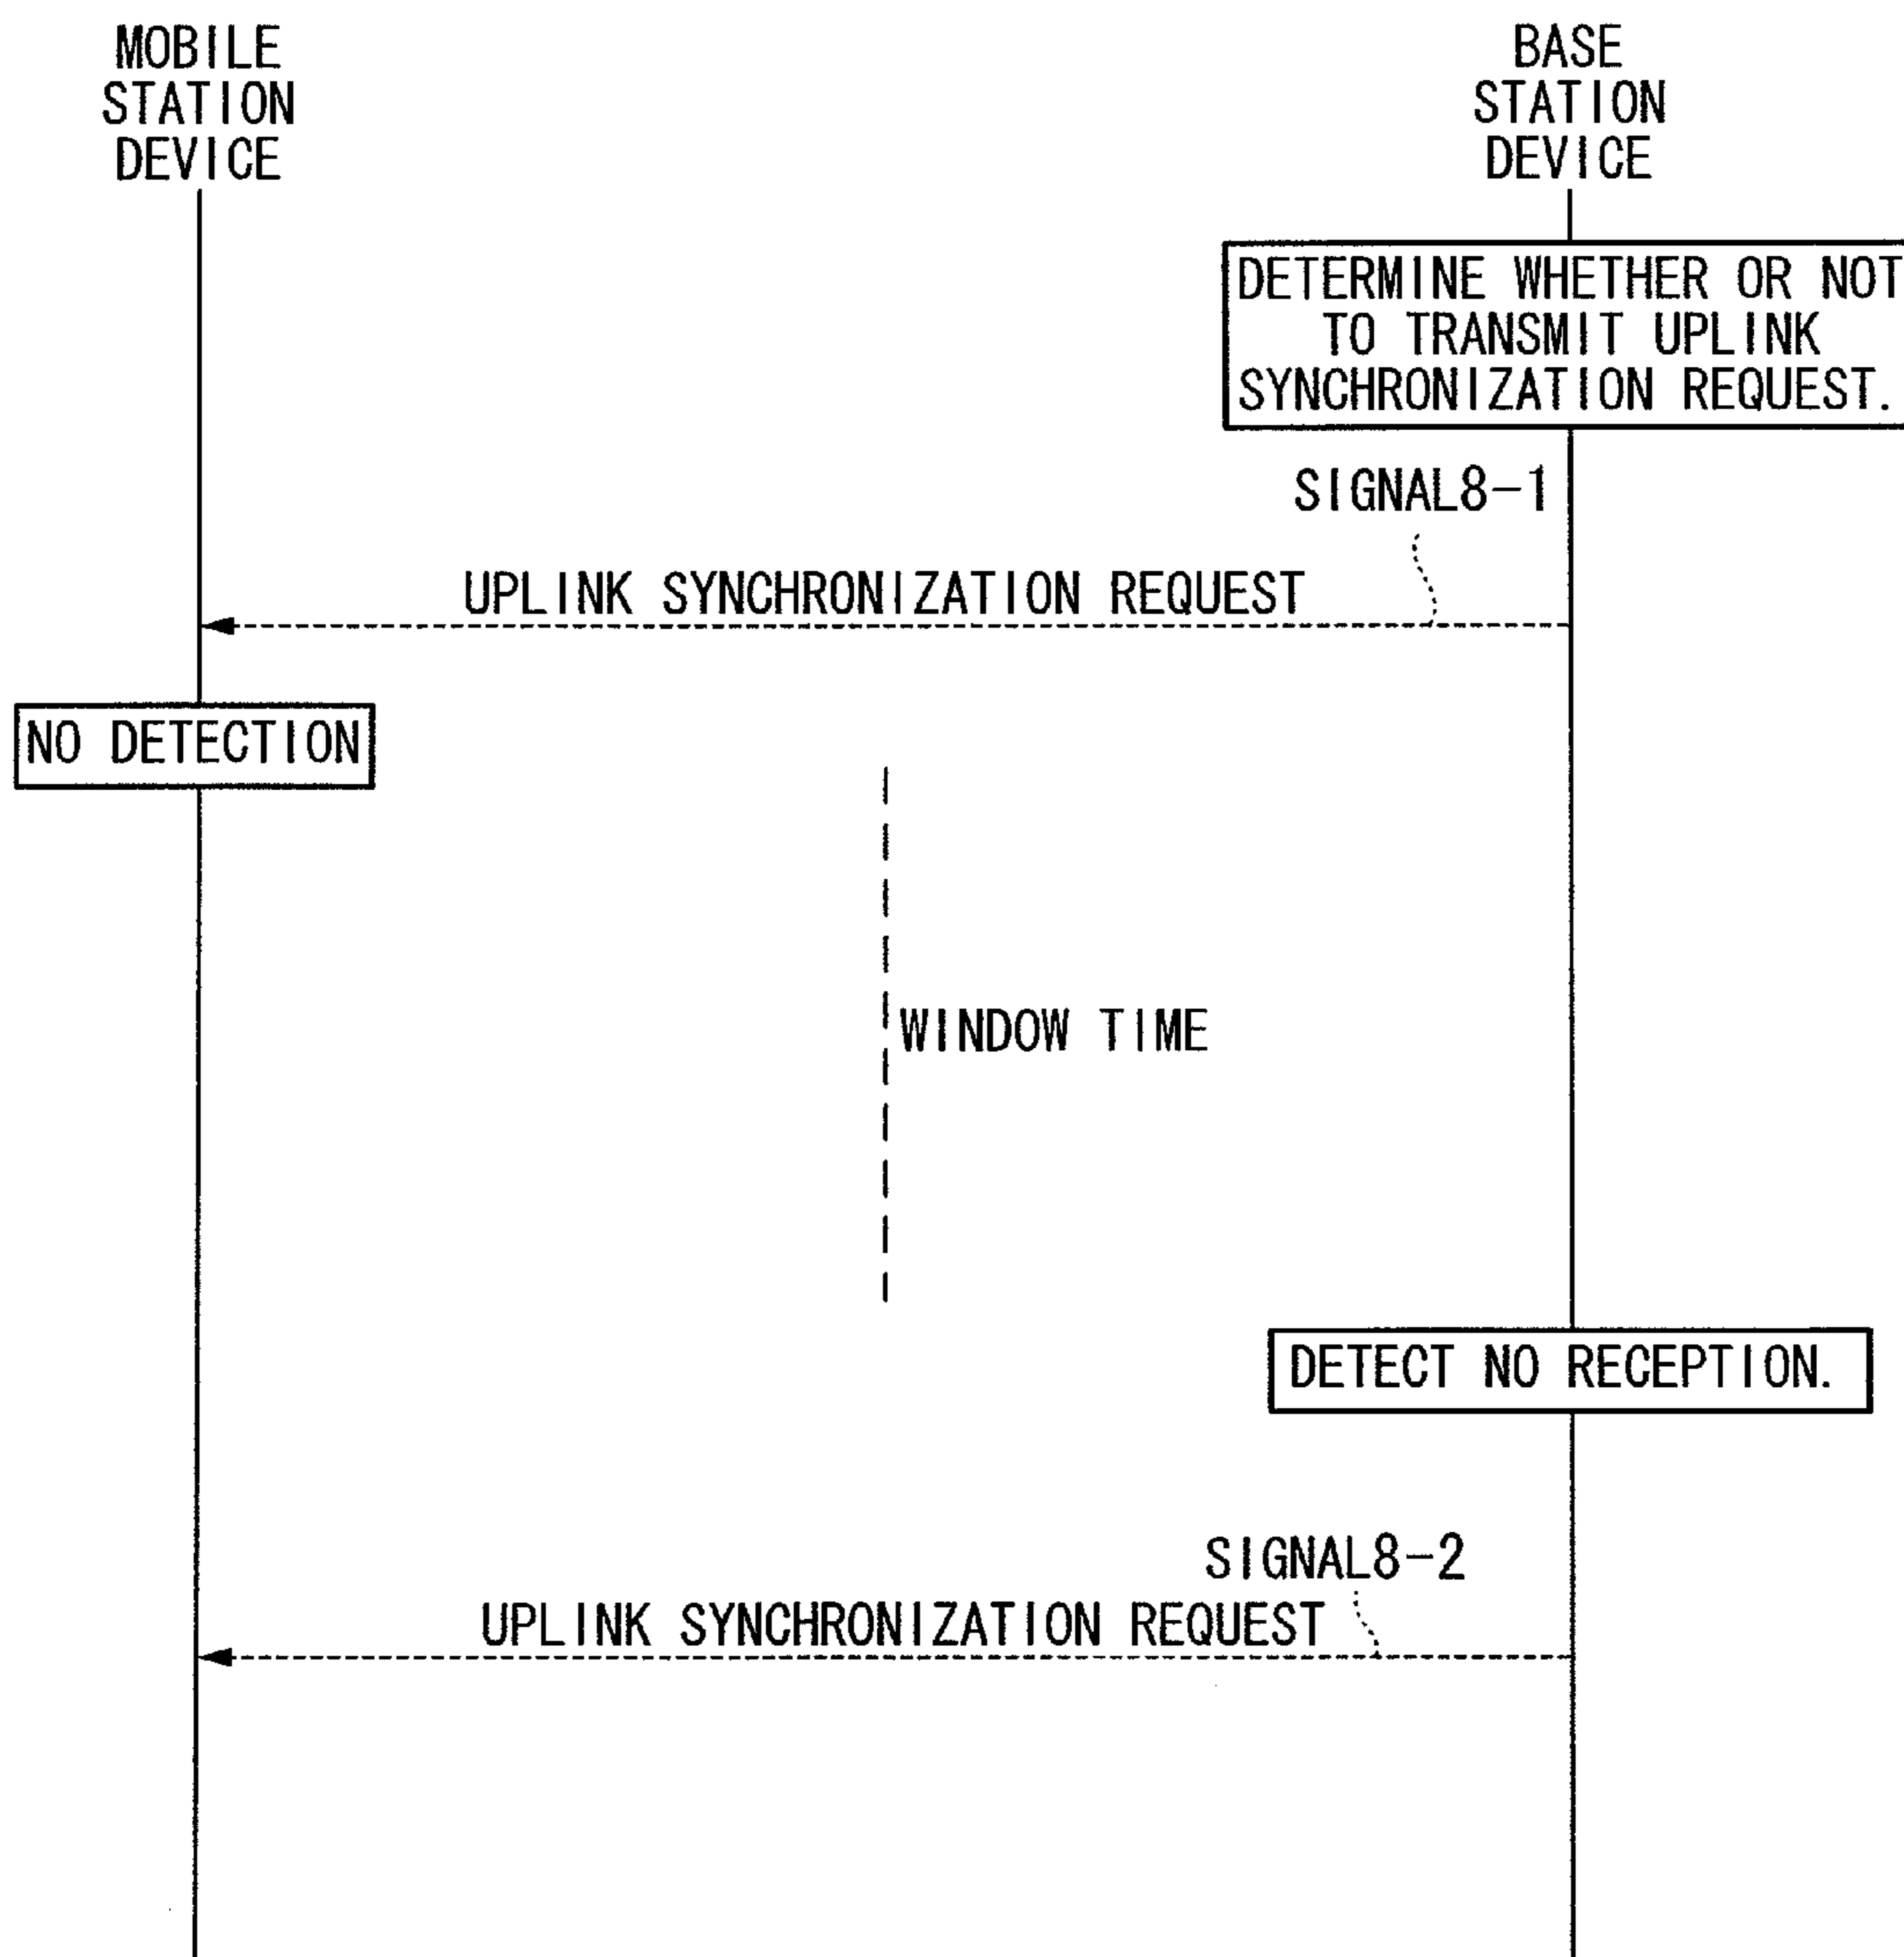 MOBILE
STATION
DEVICE
BASE
STATION
DEVICE
DETERMINE WHETHER OR NOT
TO TRANSMIT UPLINK
SYNCHRONIZATION REQUEST.
SIGNAL8-1
UPLINK SYNCHRONIZATION REQUEST
NO DETECTION
WINDOW TIME
DETECT NO RECEPTION.
SIGNAL8-2
UPLINK SYNCHRONIZATION REQUEST